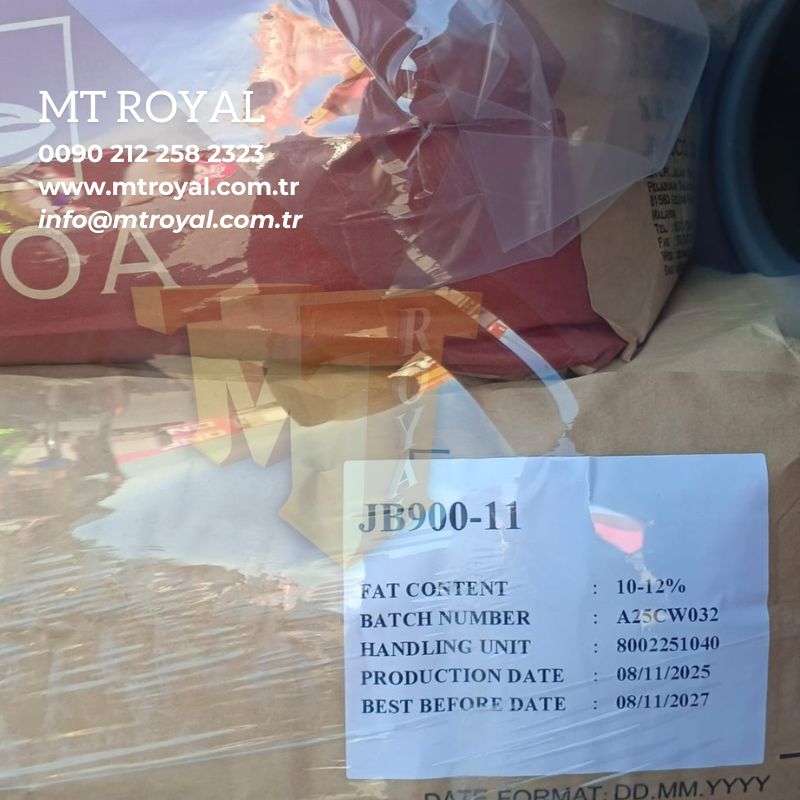 MT ROYAL
0090 212 258 2323
www.mtroyal.com.tr
info@mtroyal.com.tr
OA
MT
ROYAL
JB900-11
FAT CONTENT : 10-12%
BATCH NUMBER : A25CW032
HANDLING UNIT : 8002251040
PRODUCTION DATE : 08/11/2025
BEST BEFORE DATE : 08/11/2027
DATE FORMAT: DD.MM.YYYY